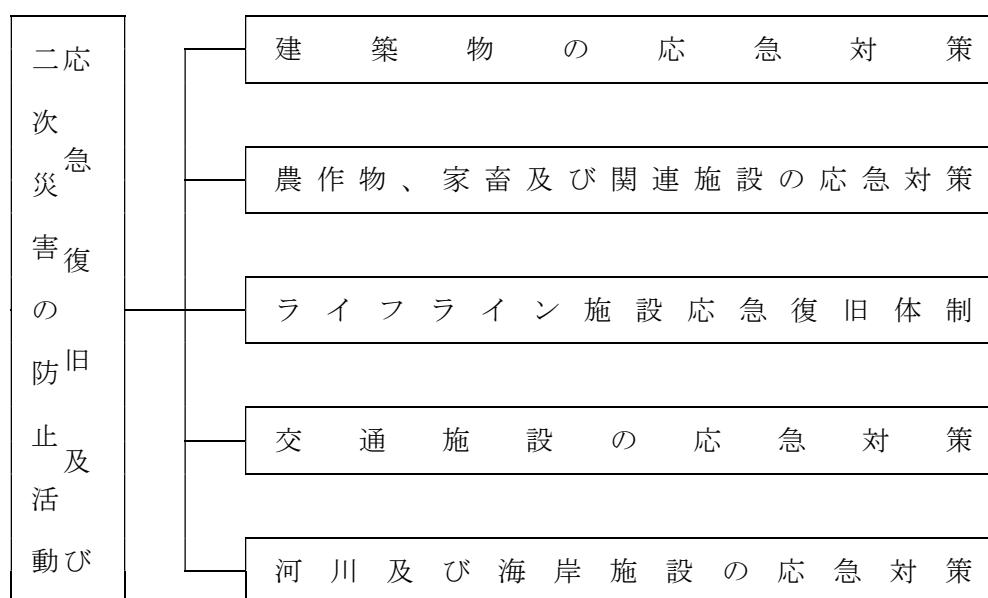 応急復旧及び
二次災害の防止活動
建築物の応急対策
農作物、家畜及び関連施設の応急対策
ライフライン施設応急復旧体制
交通施設の応急対策
河川及び海岸施設の応急対策